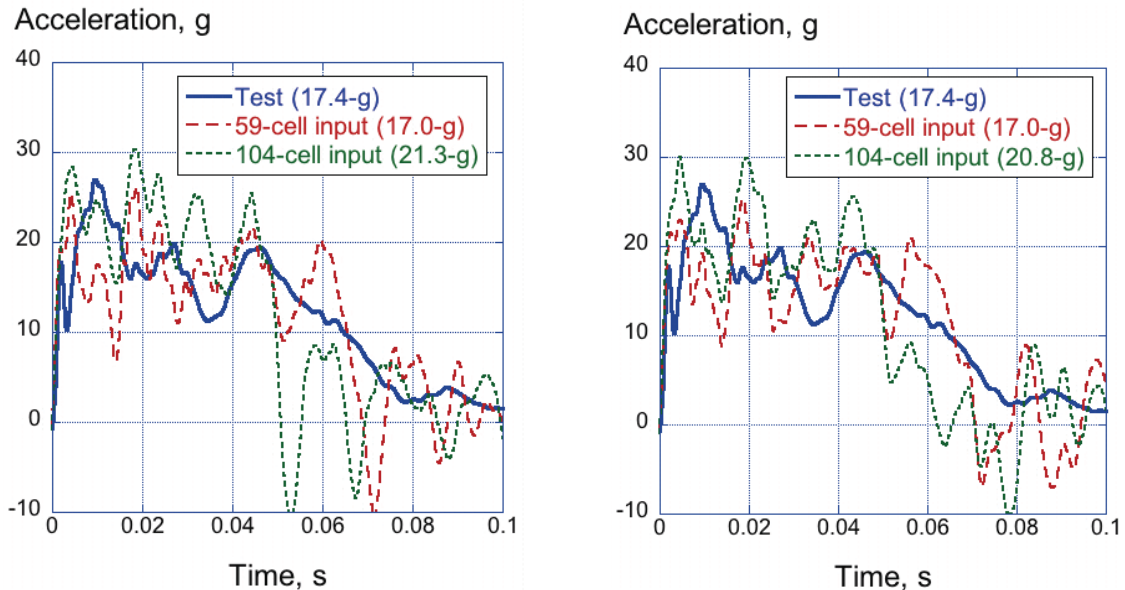 Acceleration, g
40
30
20
10
0
-10
0
0.02
0.04
0.06
0.08
0.1
Time, s
Test (17.4-g)
59-cell input (17.0-g)
104-cell input (21.3-g)
Acceleration, g
40
30
20
10
0
-10
0
0.02
0.04
0.06
0.08
0.1
Time, s
Test (17.4-g)
59-cell input (17.0-g)
104-cell input (20.8-g)